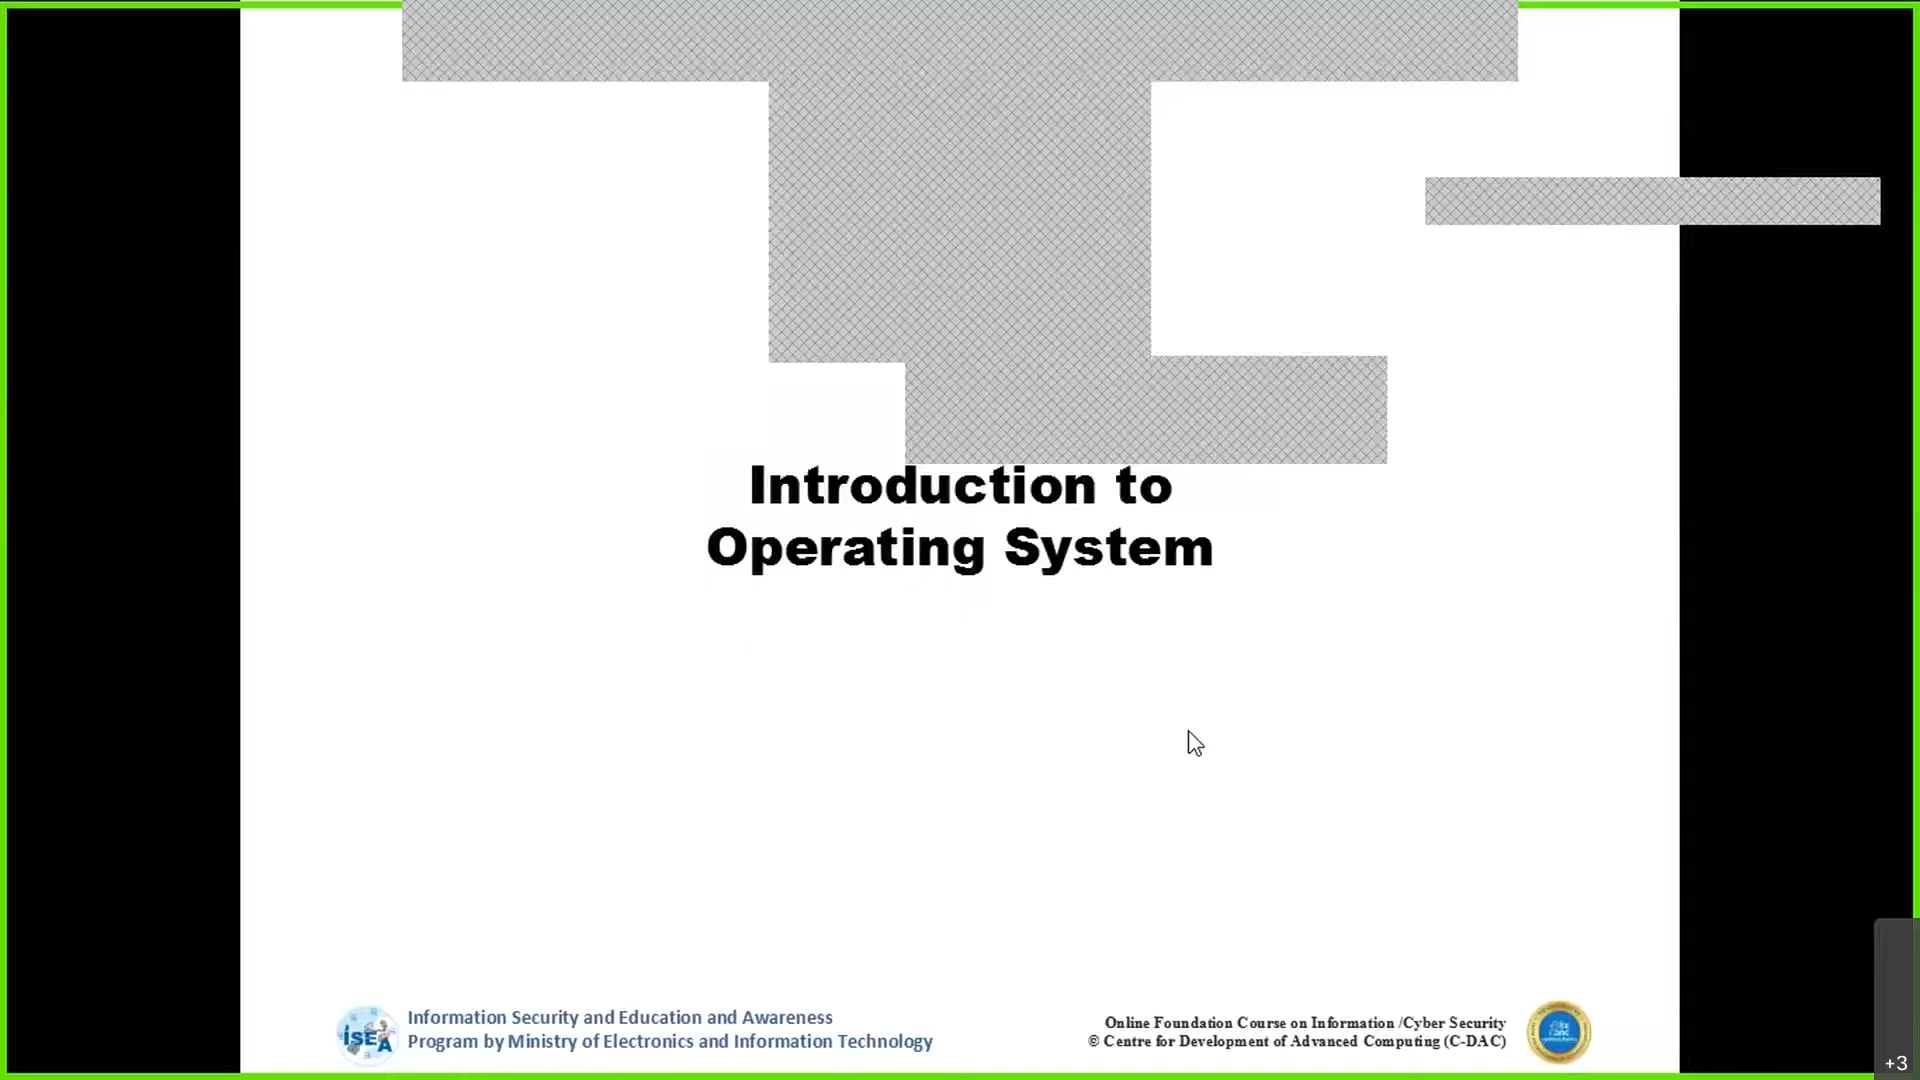 Introduction to
Operating System
Information Security and Education and Awareness
Program by Ministry of Electronics and Information Technology
ISEA
Online Foundation Course on Information /Cyber Security
© Centre for Development of Advanced Computing (C-DAC)
+3